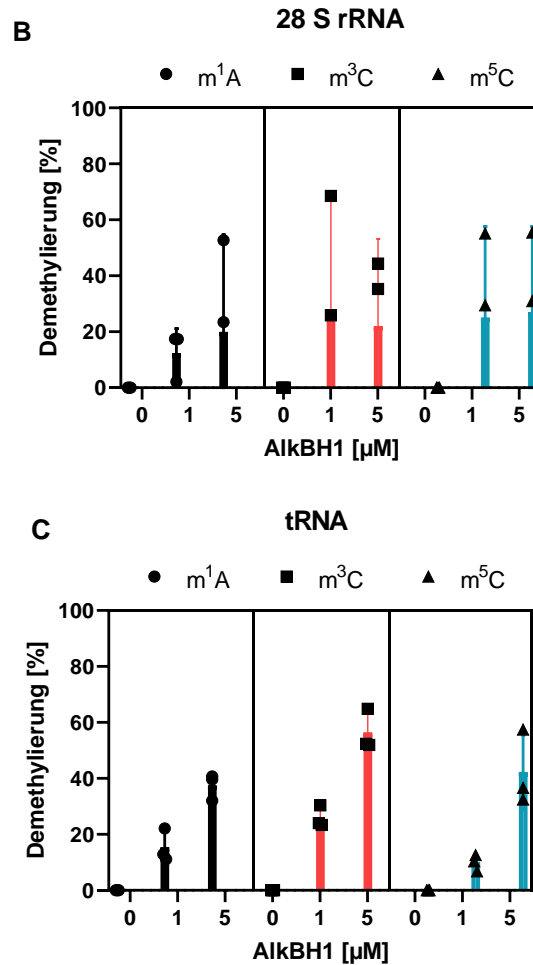 B
28 S rRNA
m¹A m³C m⁵C
100
80
60
40
20
0
Demethylierung [%]
0 1 5 0 1 5 0 1 5
AlkBH1 [µM]
C
tRNA
m¹A m³C m⁵C
100
80
60
40
20
0
Demethylierung [%]
0 1 5 0 1 5 0 1 5
AlkBH1 [µM]